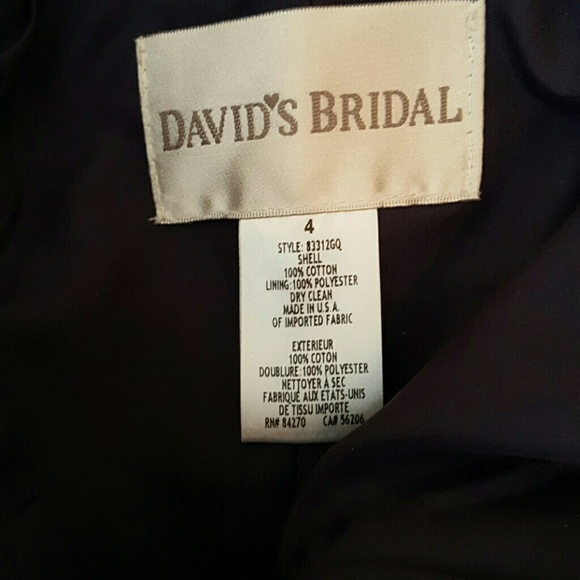 DAVID'S BRIDAL
4
STYLE: 83312GQ
SHELL
100% COTTON
LINING:100% POLYESTER
DRY CLEAN
MADE IN U.S.A.
OF IMPORTED FABRIC
EXTERIEUR
100% COTON
DOUBLURE:100% POLYESTER
NETTOYER À SEC
FABRIQUÉ AUX ETATS-UNIS
DE TISSU IMPORTE
RN# 84270 CA# 56206